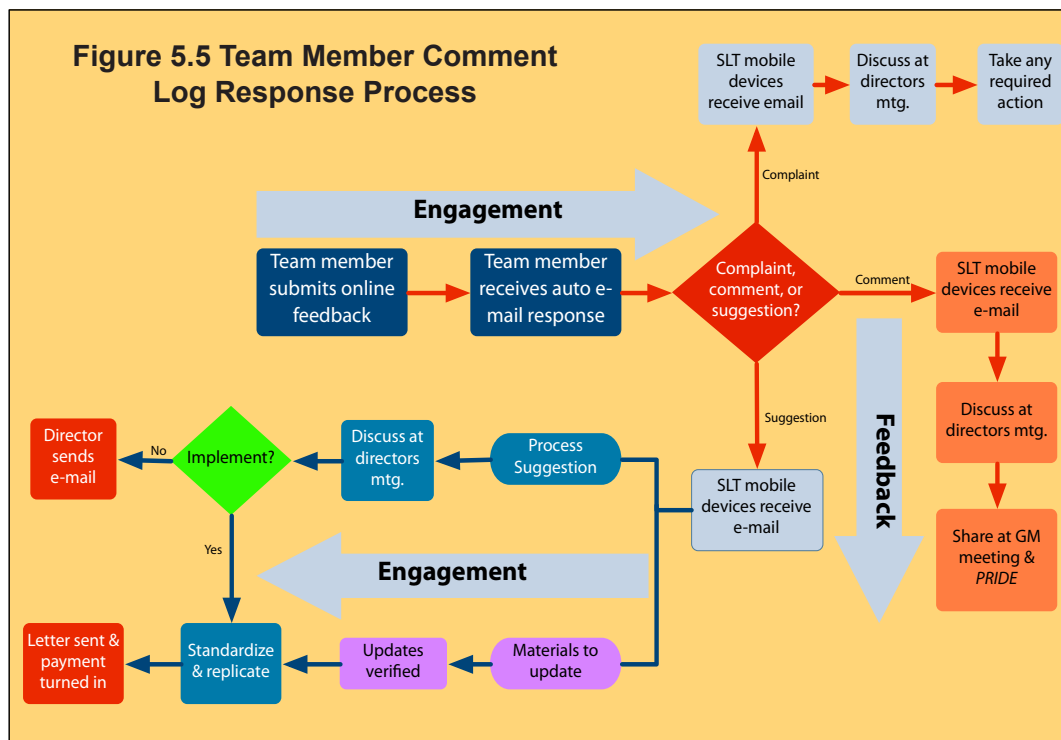 Figure 5.5 Team Member Comment
Log Response Process
SLT mobile
devices
receive email
Discuss at
directors
mtg.
Take any
required
action
Complaint
Engagement
Team member
submits online
feedback
Team member
receives auto e-
mail response
Complaint,
comment, or
suggestion?
Comment
SLT mobile
devices receive
e-mail
Discuss at
directors mtg.
Share at GM
meeting &
PRIDE
Feedback
Suggestion
SLT mobile
devices receive
e-mail
Process
Suggestion
Discuss at
directors
mtg.
Implement?
No
Director
sends
e-mail
Yes
Engagement
Materials to
update
Updates
verified
Standardize
& replicate
Letter sent &
payment
turned in